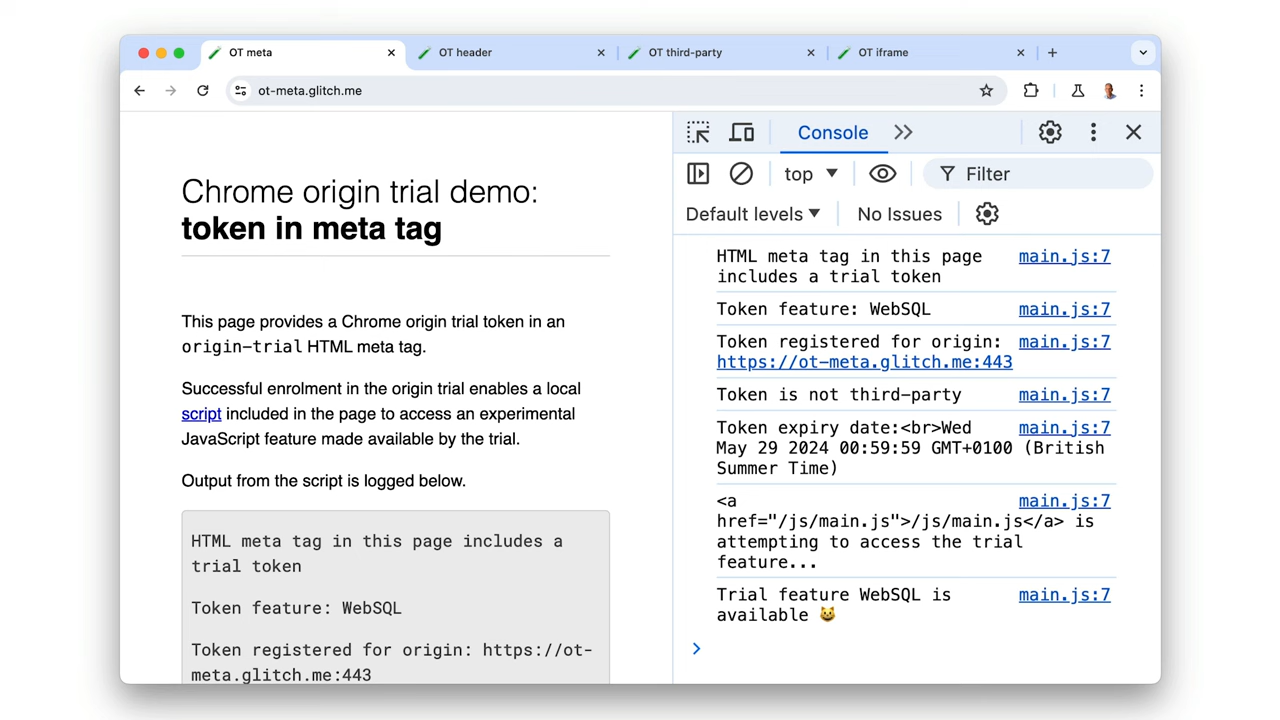 OT meta
OT header
OT third-party
OT iframe
ot-meta.glitch.me
Chrome origin trial demo:
token in meta tag
This page provides a Chrome origin trial token in an
origin-trial HTML meta tag.
Successful enrolment in the origin trial enables a local
script included in the page to access an experimental
JavaScript feature made available by the trial.
Output from the script is logged below.
HTML meta tag in this page includes a
trial token
Token feature: WebSQL
Token registered for origin: https://ot-
meta.glitch.me:443
Console
top
Filter
Default levels
No Issues
HTML meta tag in this page main.js:7
includes a trial token
Token feature: WebSQL main.js:7
Token registered for origin: main.js:7
https://ot-meta.glitch.me:443
Token is not third-party main.js:7
Token expiry date:<br>Wed main.js:7
May 29 2024 00:59:59 GMT+0100 (British
Summer Time)
<a main.js:7
href="/js/main.js">/js/main.js</a> is
attempting to access the trial
feature...
Trial feature WebSQL is main.js:7
available 😺